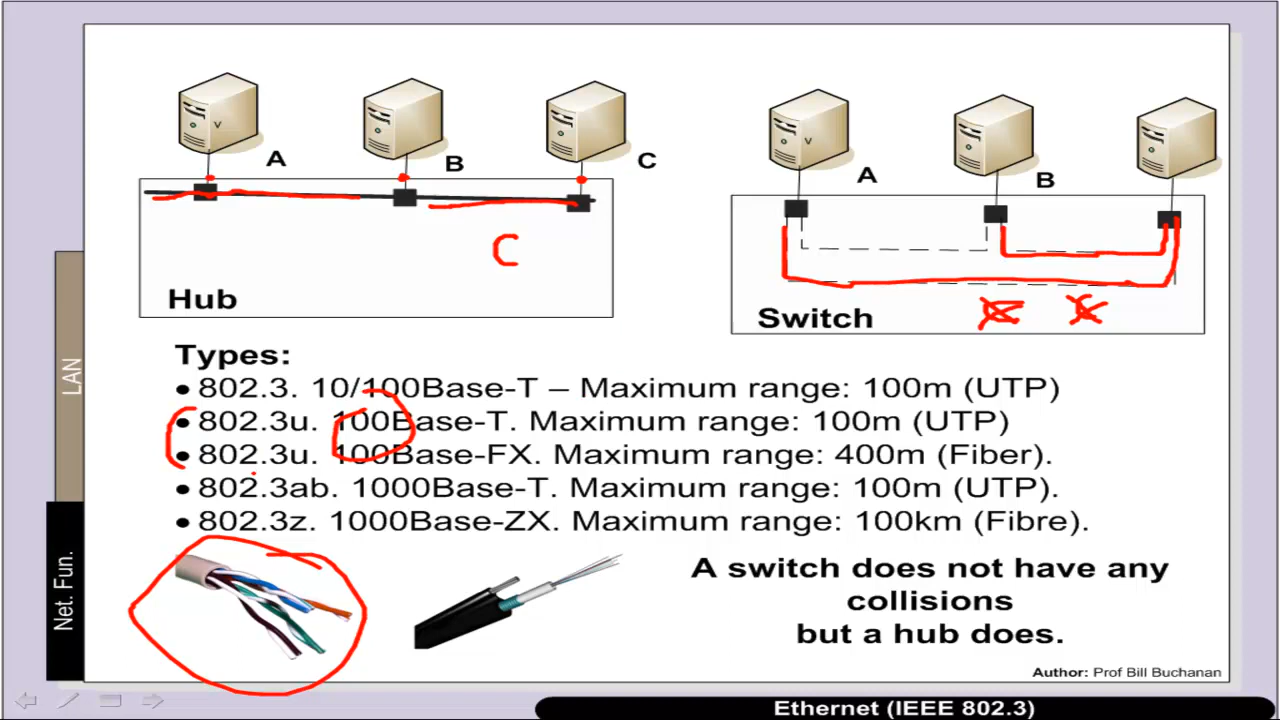 A
B
C
A
B
C
Hub
Switch
Types:
• 802.3. 10/100Base-T – Maximum range: 100m (UTP)
• 802.3u. 100Base-T. Maximum range: 100m (UTP)
• 802.3u. 100Base-FX. Maximum range: 400m (Fiber).
• 802.3ab. 1000Base-T. Maximum range: 100m (UTP).
• 802.3z. 1000Base-ZX. Maximum range: 100km (Fibre).
A switch does not have any
collisions
but a hub does.
LAN
Net. Fun.
Author: Prof Bill Buchanan
Ethernet (IEEE 802.3)